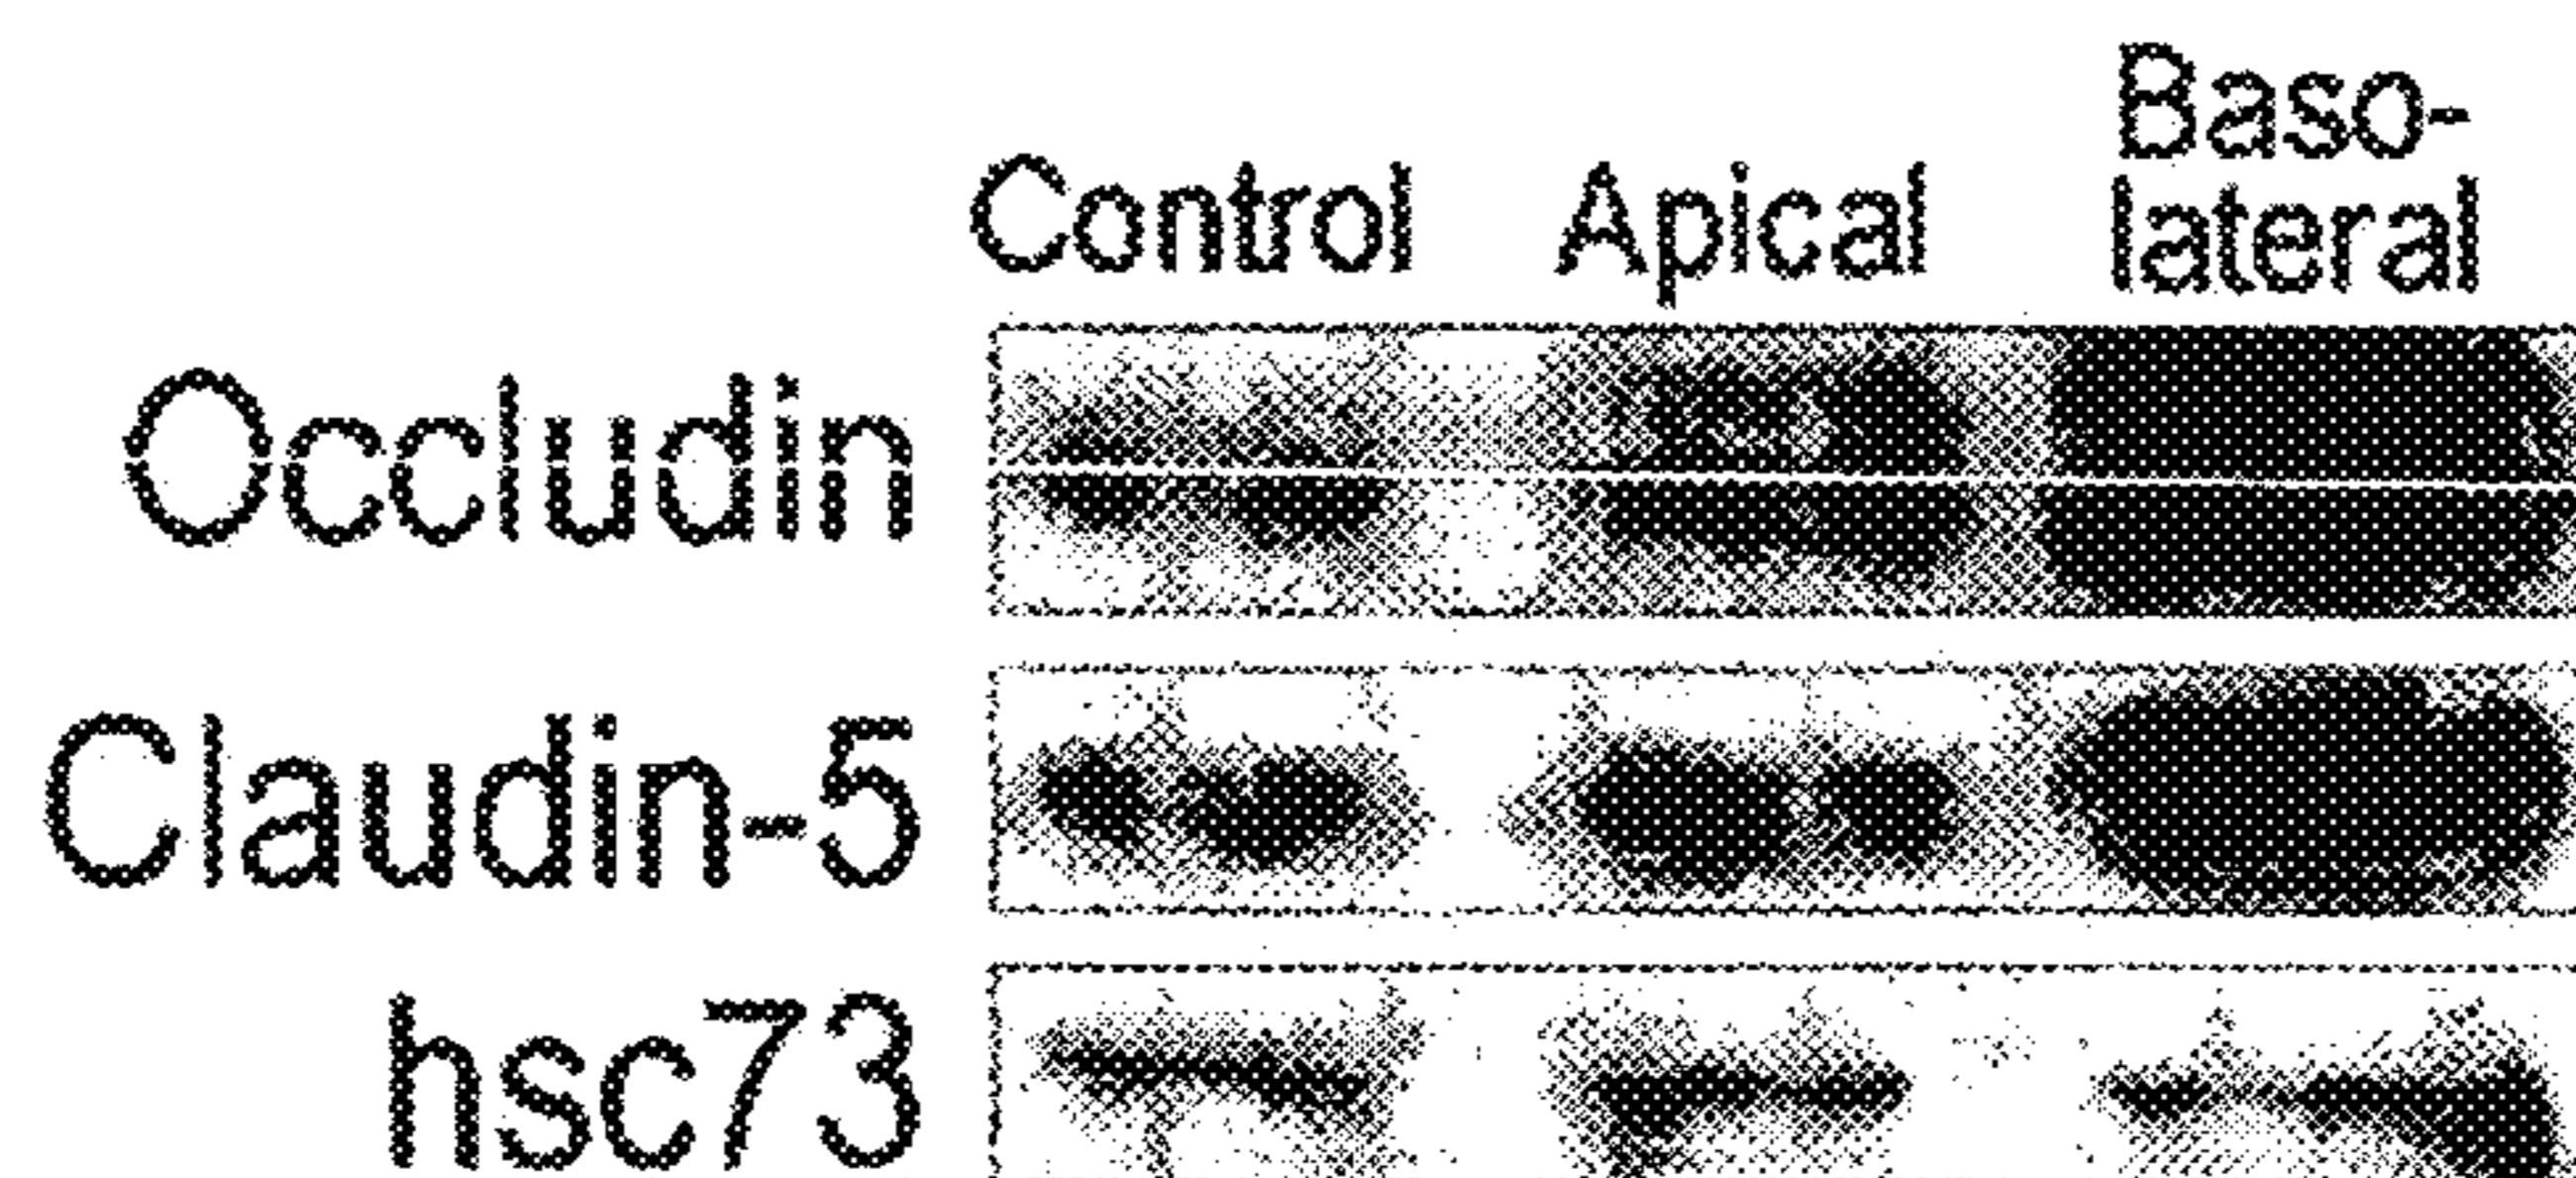 Baso-
Control Apical lateral
Occludin
Claudin-5
hsc73